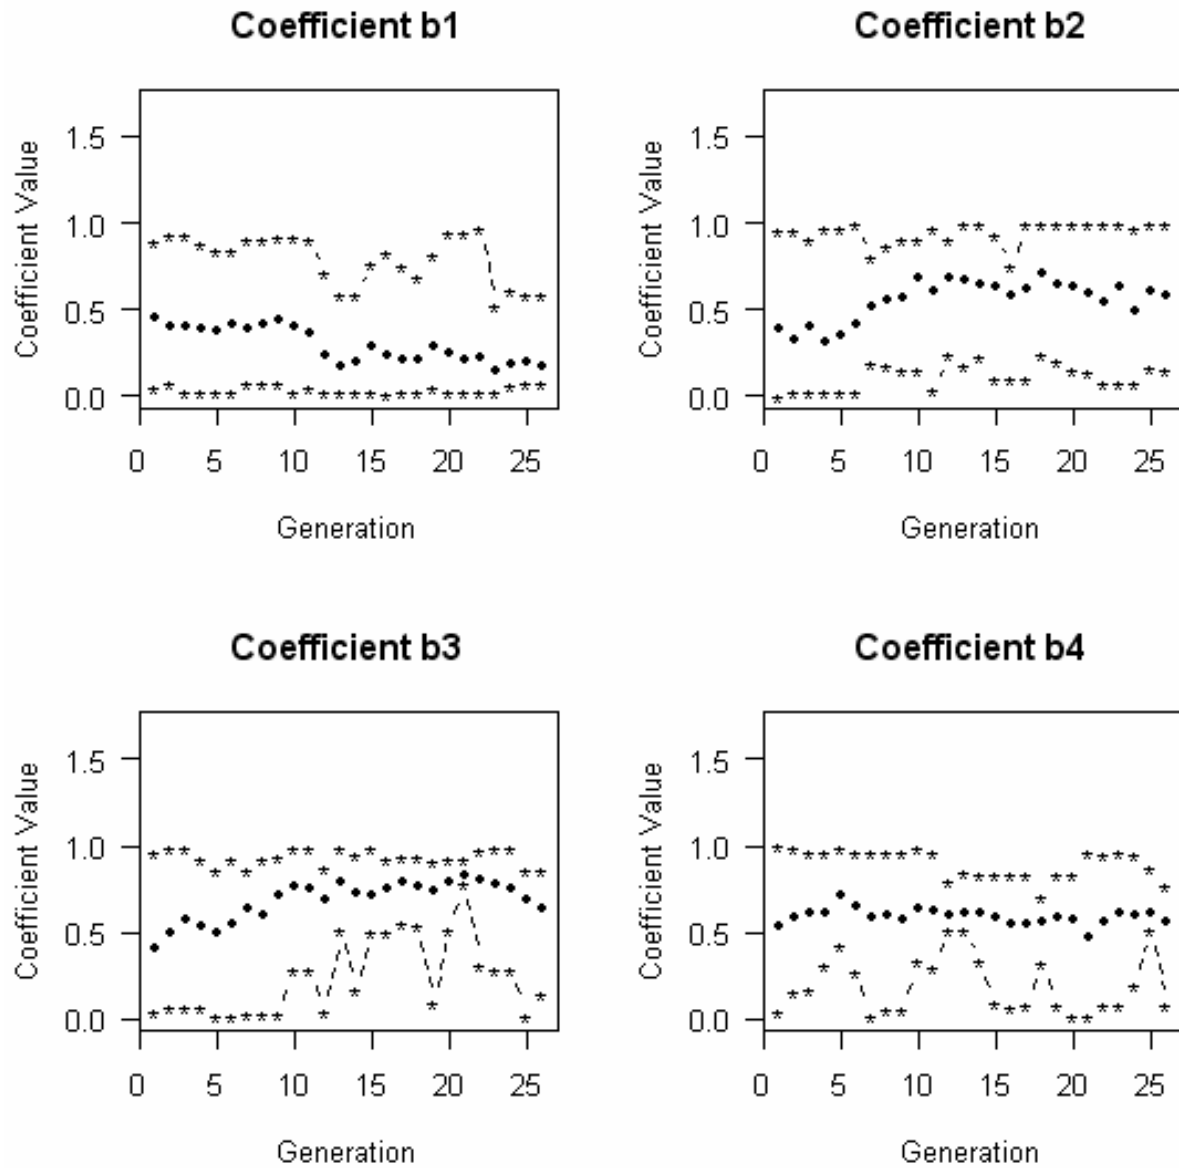 Coefficient b1
Coefficient Value
1.5
1.0
0.5
0.0
0 5 10 15 20 25
Generation
Coefficient b2
Coefficient Value
1.5
1.0
0.5
0.0
0 5 10 15 20 25
Generation
Coefficient b3
Coefficient Value
1.5
1.0
0.5
0.0
0 5 10 15 20 25
Generation
Coefficient b4
Coefficient Value
1.5
1.0
0.5
0.0
0 5 10 15 20 25
Generation